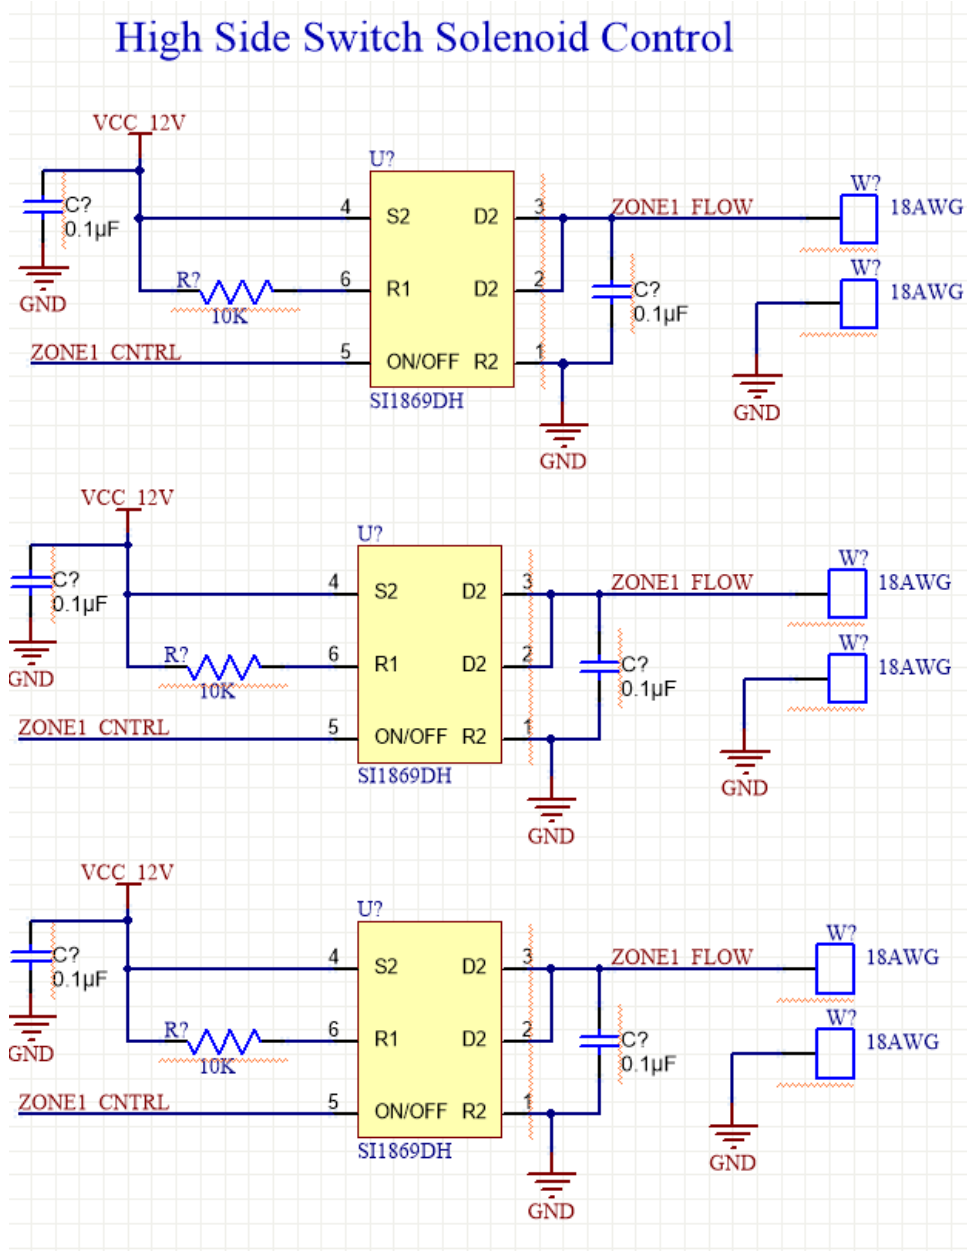 High Side Switch Solenoid Control
VCC_12V
U?
C?
0.1µF
GND
4 S2 D2 3
ZONE1_FLOW
W?
18AWG
R?
10K
6 R1 D2 2
C?
0.1µF
W?
18AWG
GND
ZONE1_CNTRL
5 ON/OFF R2 1
SI1869DH
GND
VCC_12V
U?
C?
0.1µF
GND
4 S2 D2 3
ZONE1_FLOW
W?
18AWG
R?
10K
6 R1 D2 2
C?
0.1µF
W?
18AWG
GND
ZONE1_CNTRL
5 ON/OFF R2 1
SI1869DH
GND
VCC_12V
U?
C?
0.1µF
GND
4 S2 D2 3
ZONE1_FLOW
W?
18AWG
R?
10K
6 R1 D2 2
C?
0.1µF
W?
18AWG
GND
ZONE1_CNTRL
5 ON/OFF R2 1
SI1869DH
GND